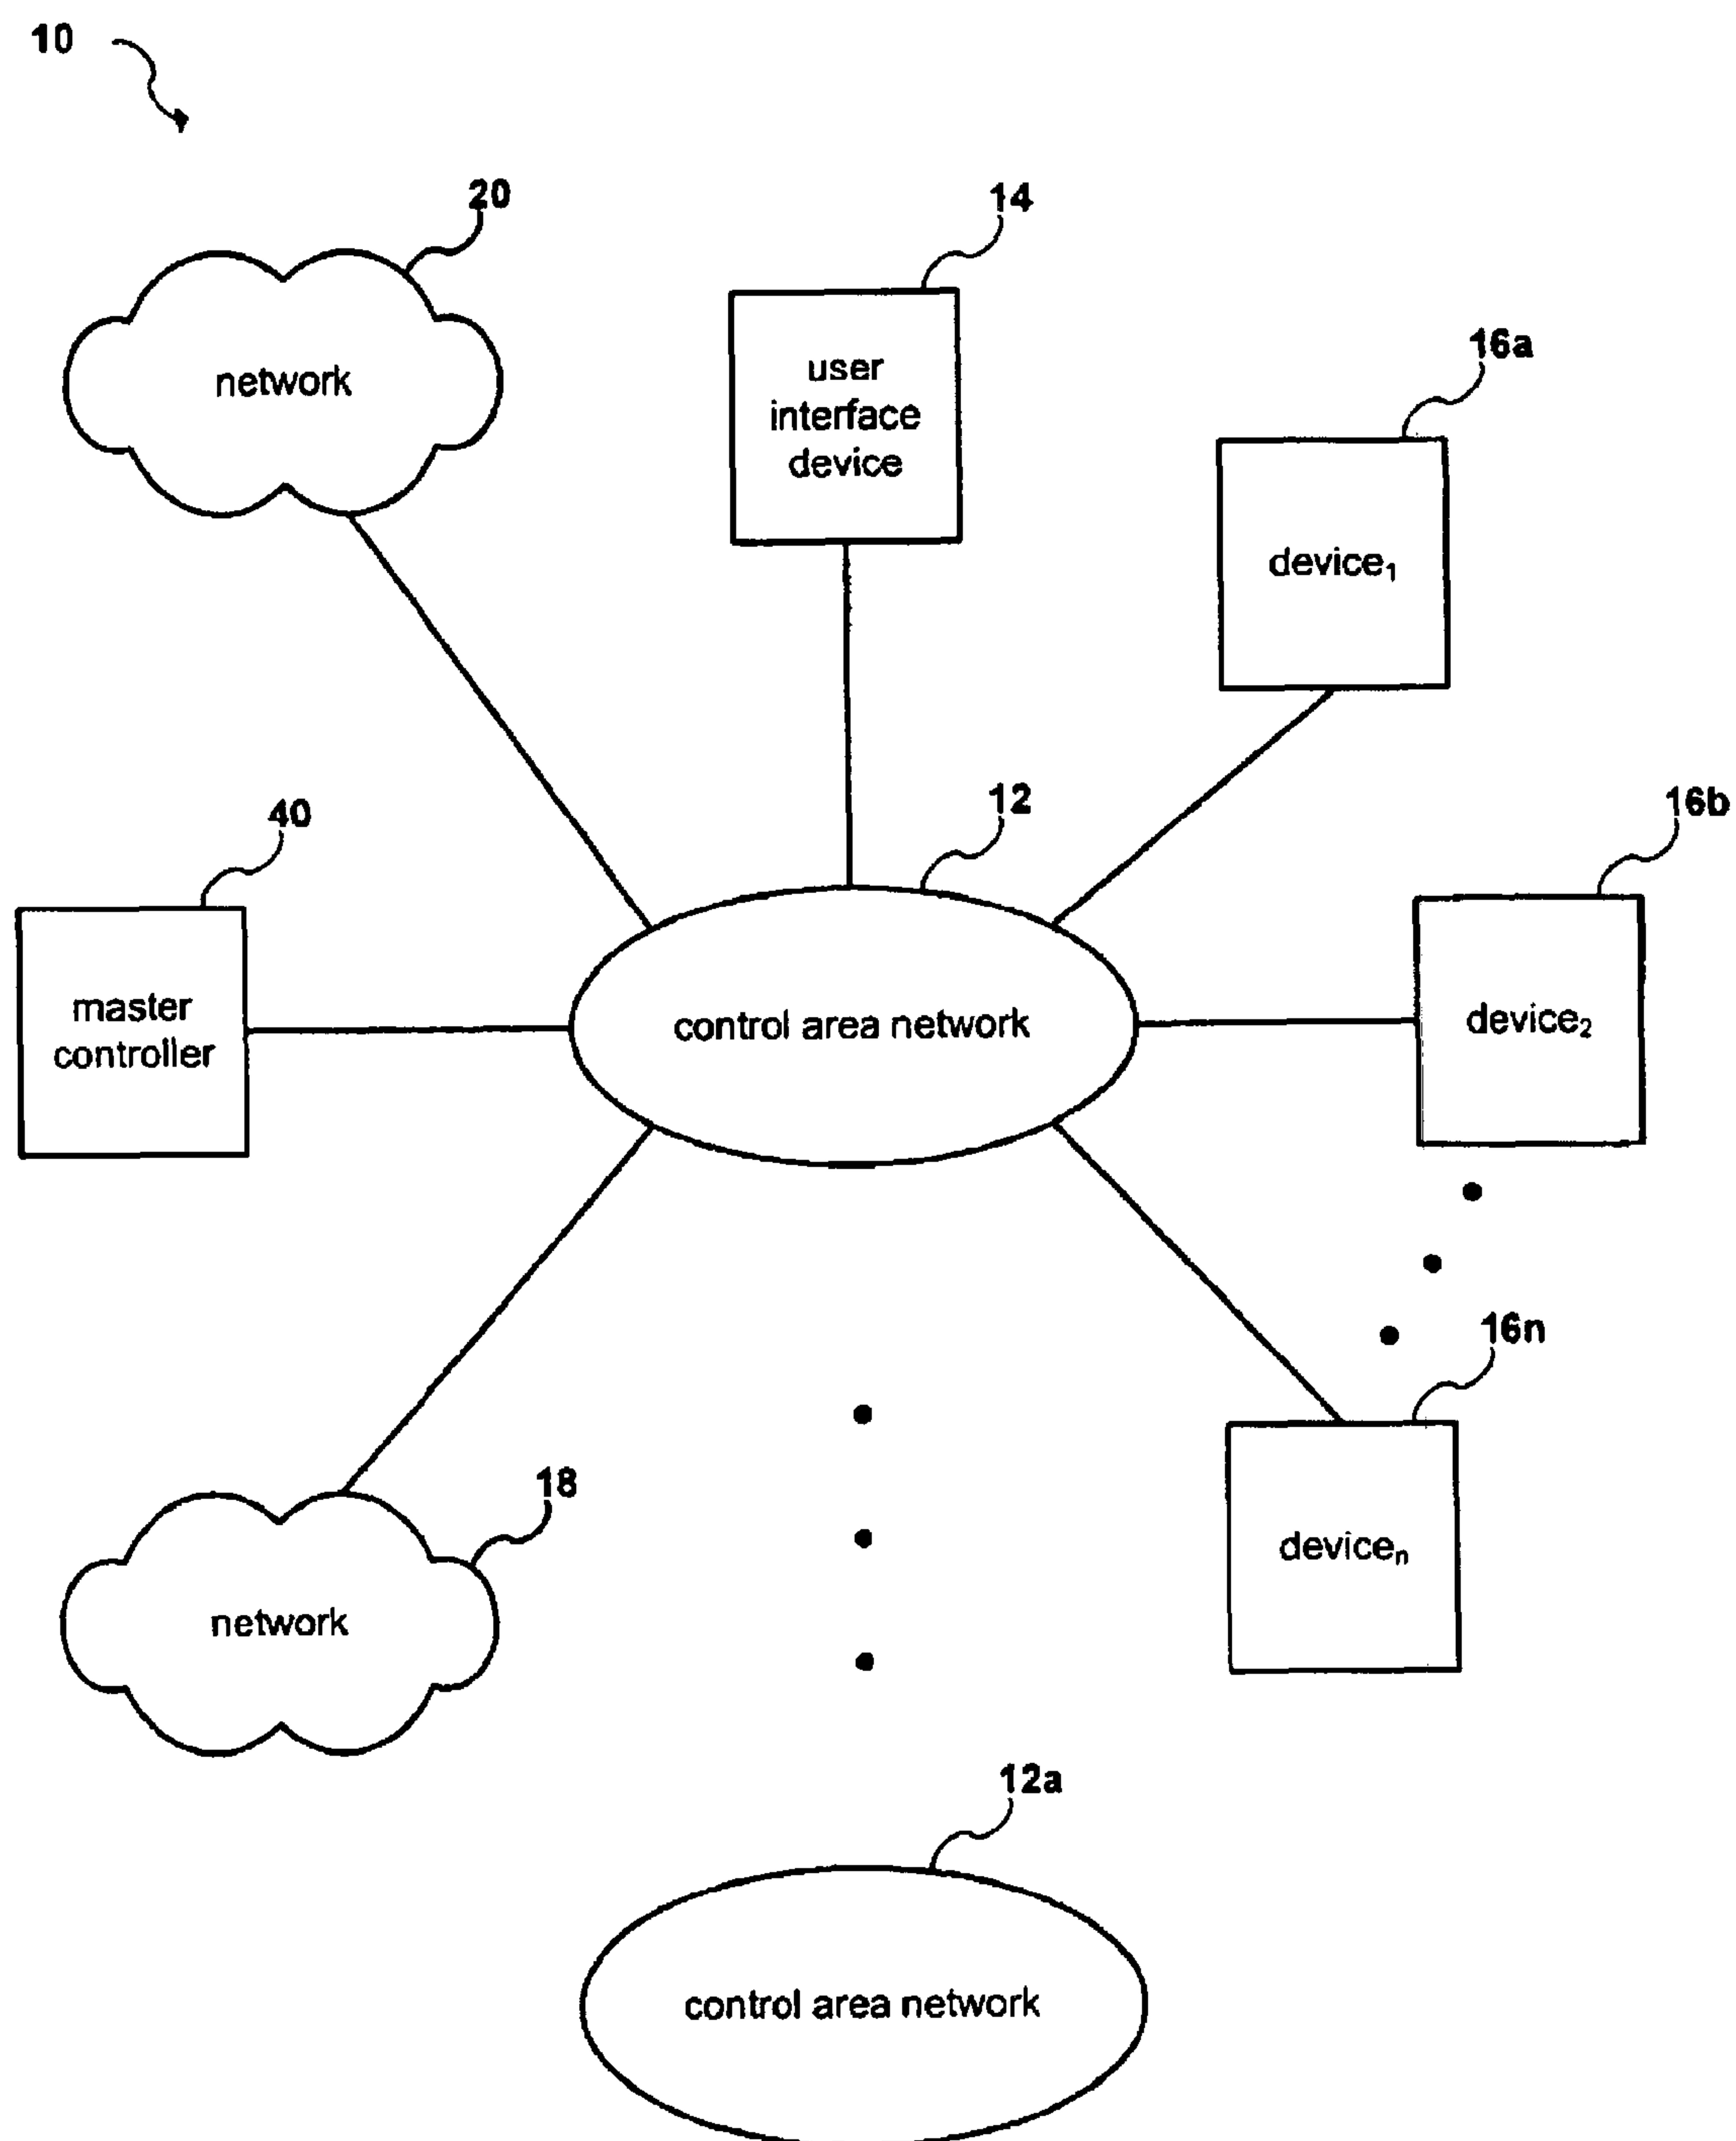 10
20
14
network
user
interface
device
16a
device₁
40
12
16b
master
controller
control area network
device₂
16n
18
deviceₙ
network
12a
control area network